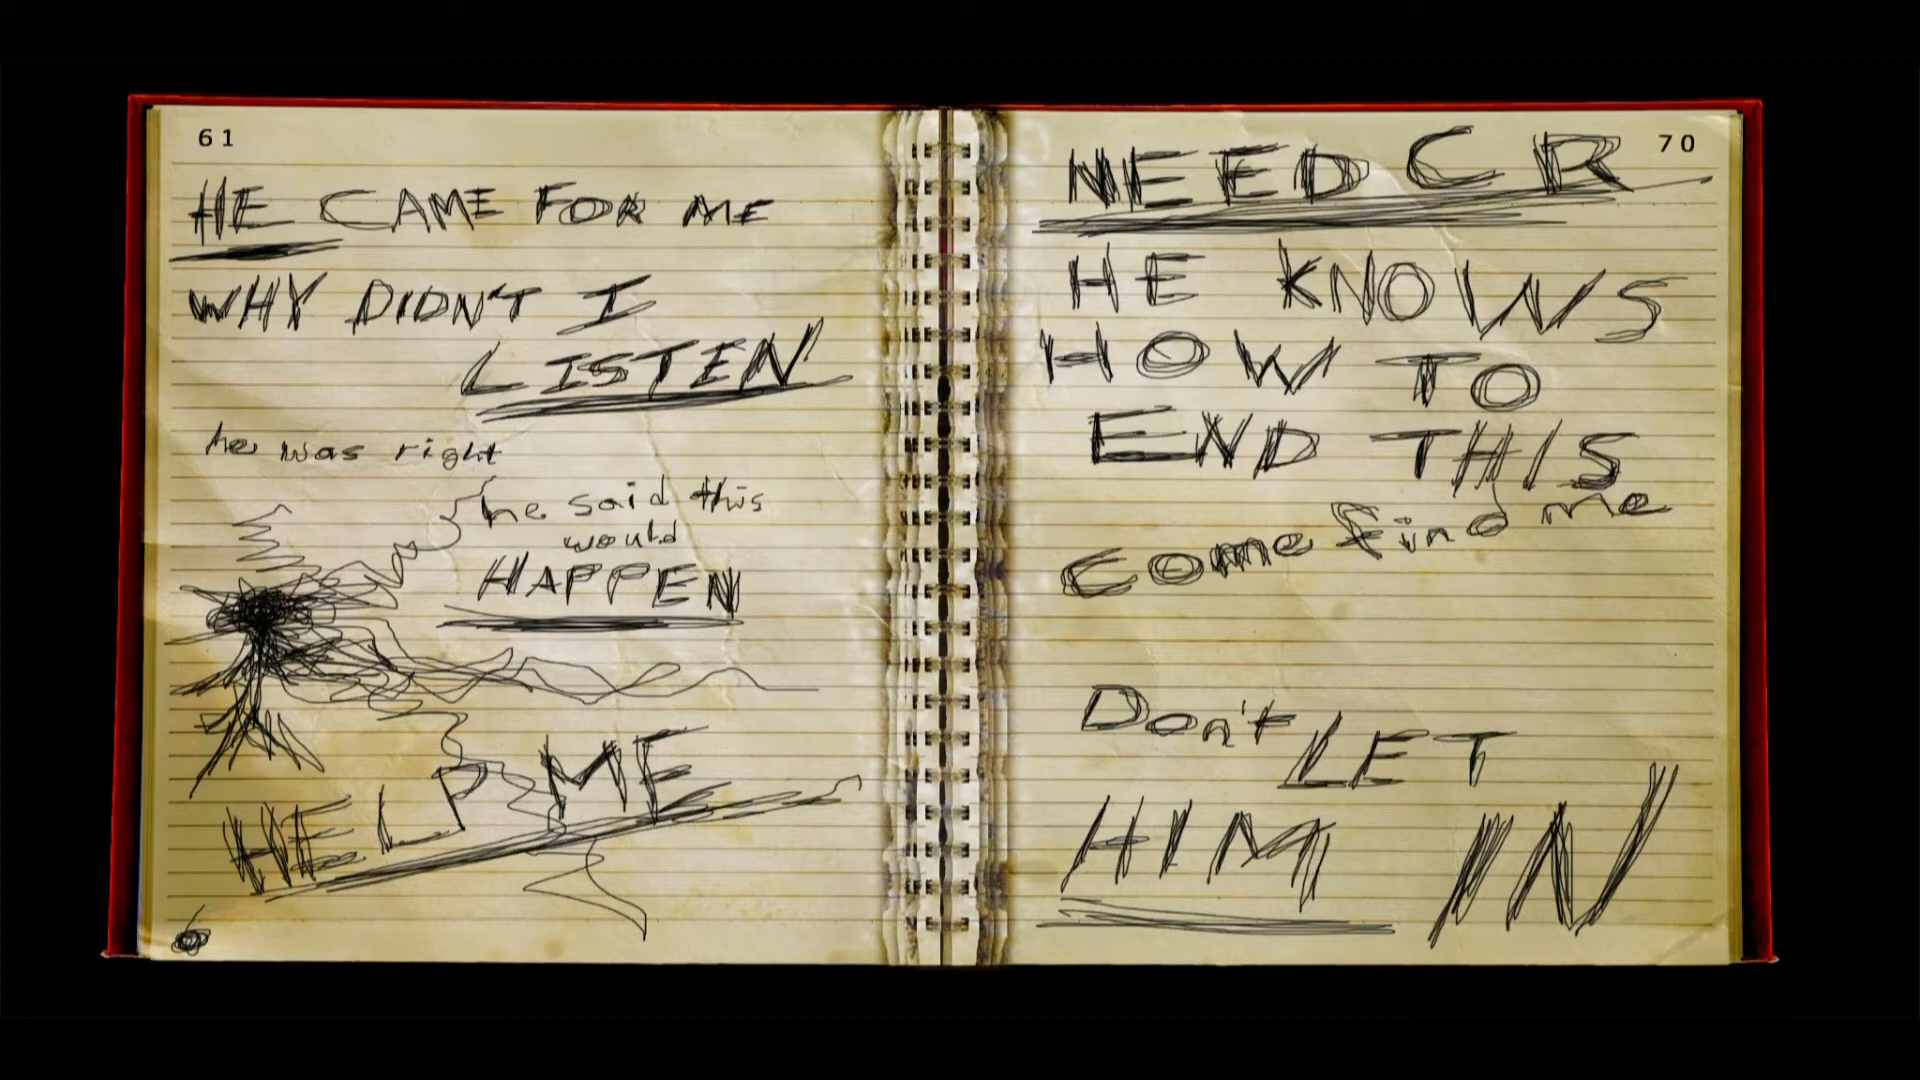 61
HE CAME FOR ME
WHY DIDN'T I
LISTEN
he was right
he said this
would
HAPPEN
HELP ME
70
NEED CR
HE KNOWS
HOW TO
END THIS
come find me
Don't LET
HIM IN